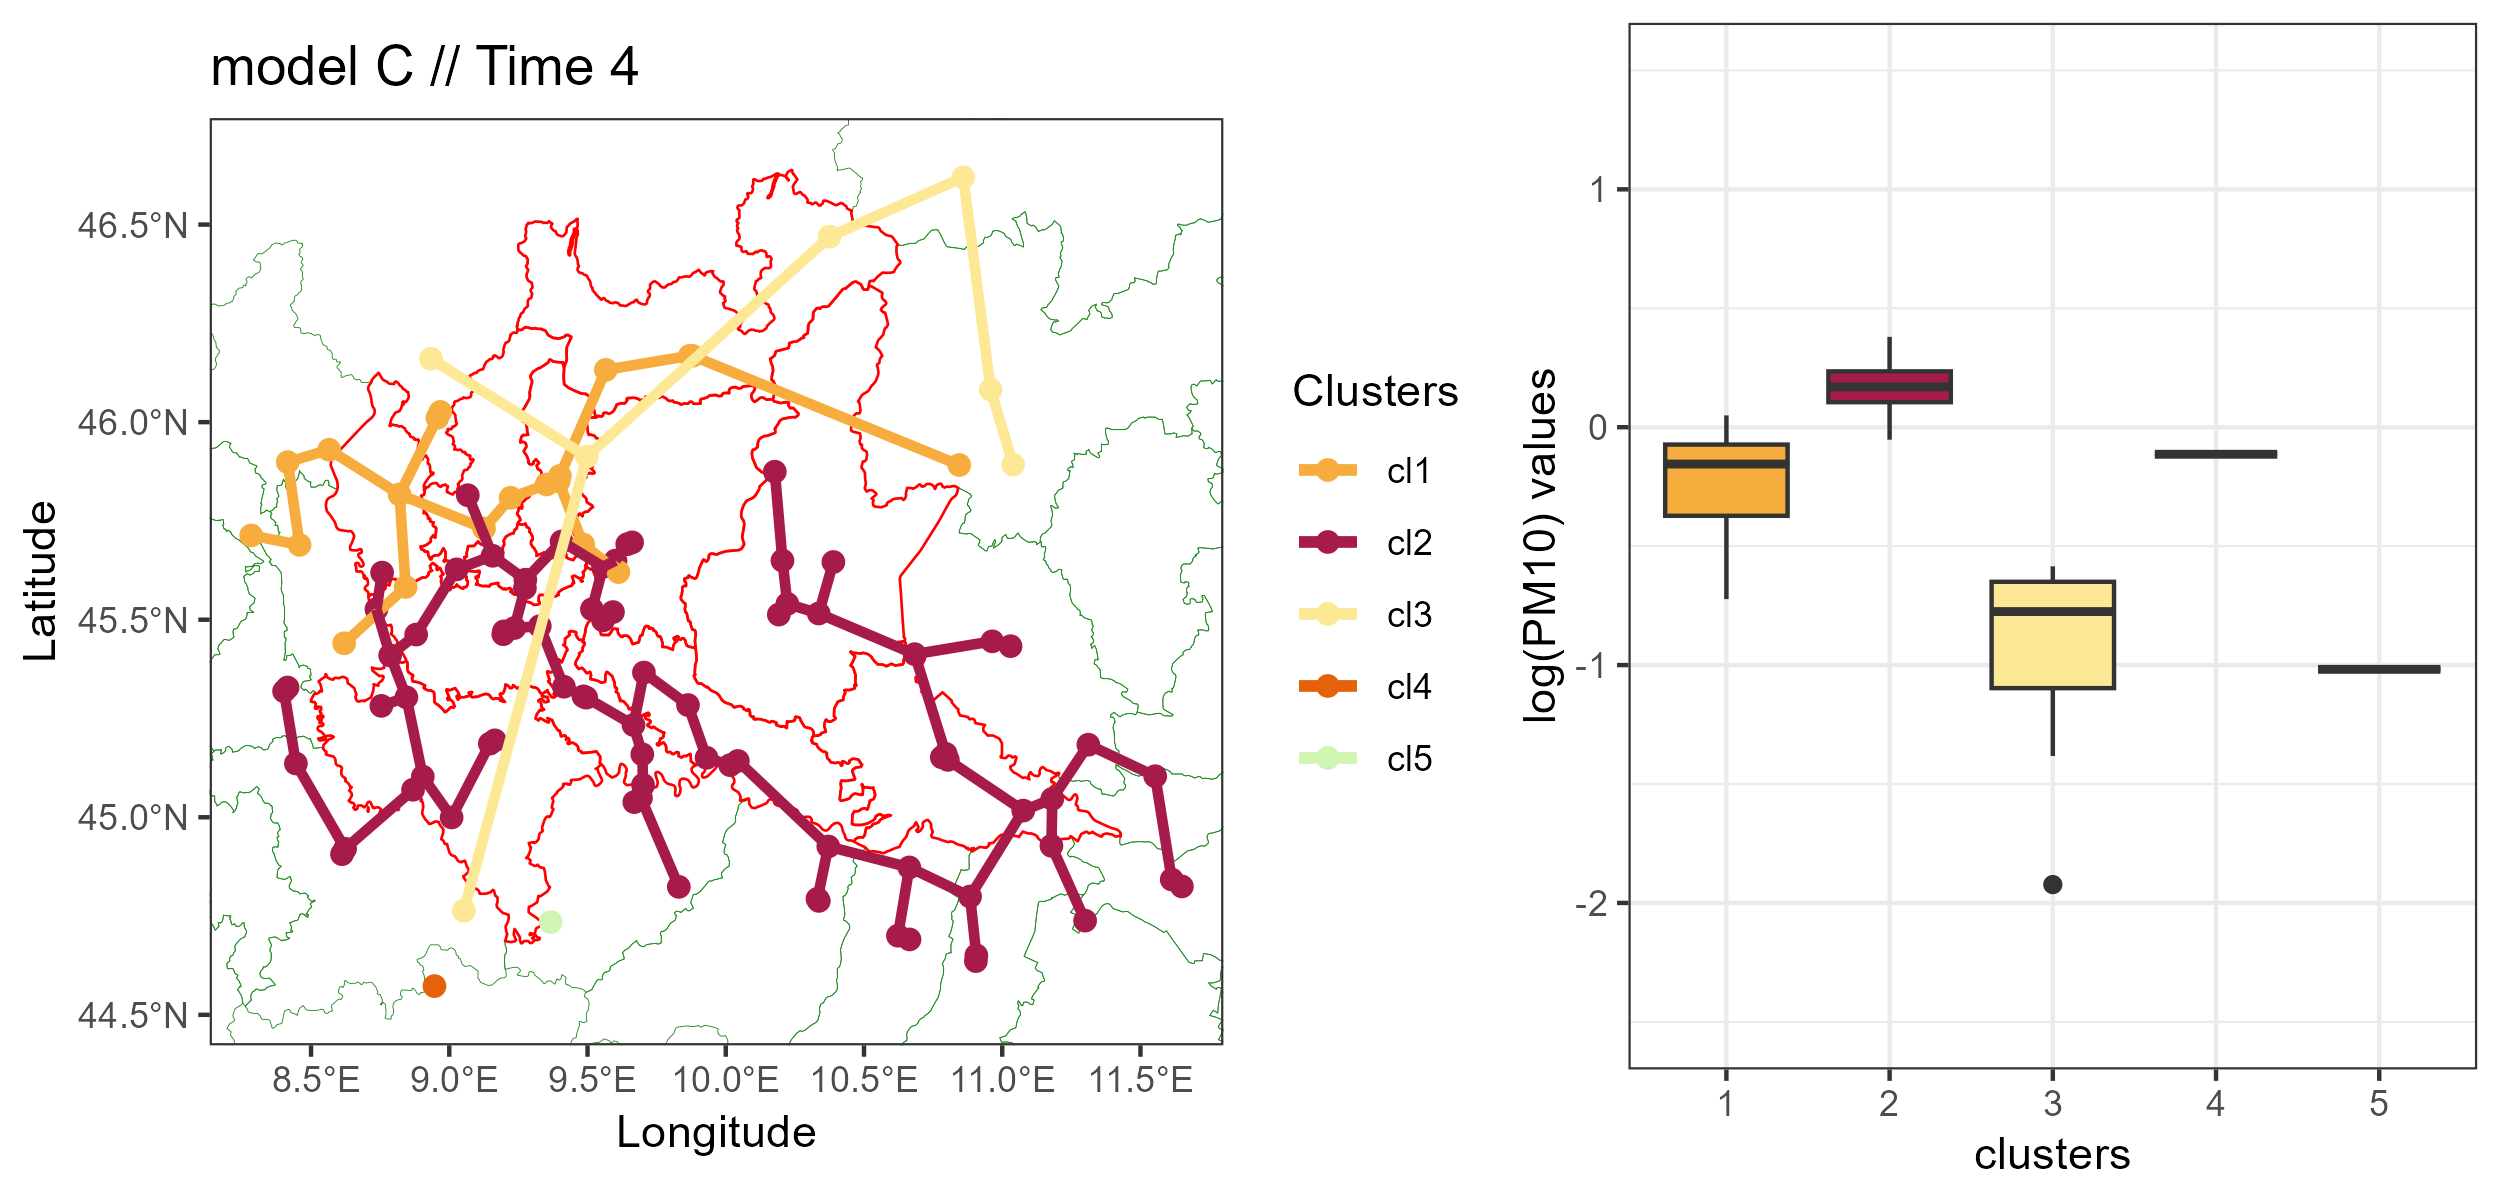 model C // Time 4
46.5°N
46.0°N
45.5°N
45.0°N
44.5°N
Latitude
8.5°E 9.0°E 9.5°E 10.0°E 10.5°E 11.0°E 11.5°E
Longitude
Clusters
cl1
cl2
cl3
cl4
cl5
1
0
-1
-2
log(PM10) values
1 2 3 4 5
clusters